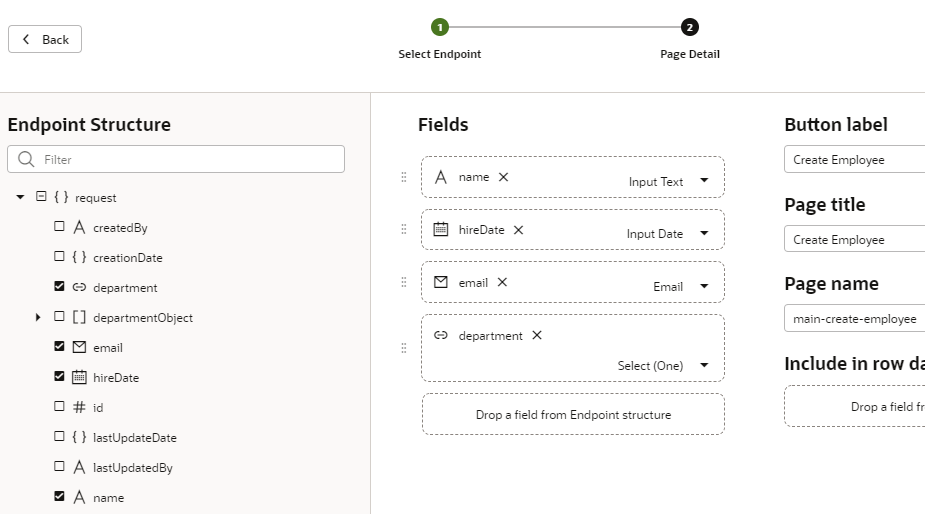 Back
1
2
Select Endpoint
Page Detail
Endpoint Structure
Filter
request
createdBy
creationDate
department
departmentObject
email
hireDate
id
lastUpdateDate
lastUpdatedBy
name
Fields
name
Input Text
hireDate
Input Date
email
Email
department
Select (One)
Drop a field from Endpoint structure
Button label
Create Employee
Page title
Create Employee
Page name
main-create-employee
Include in row da
Drop a field fr